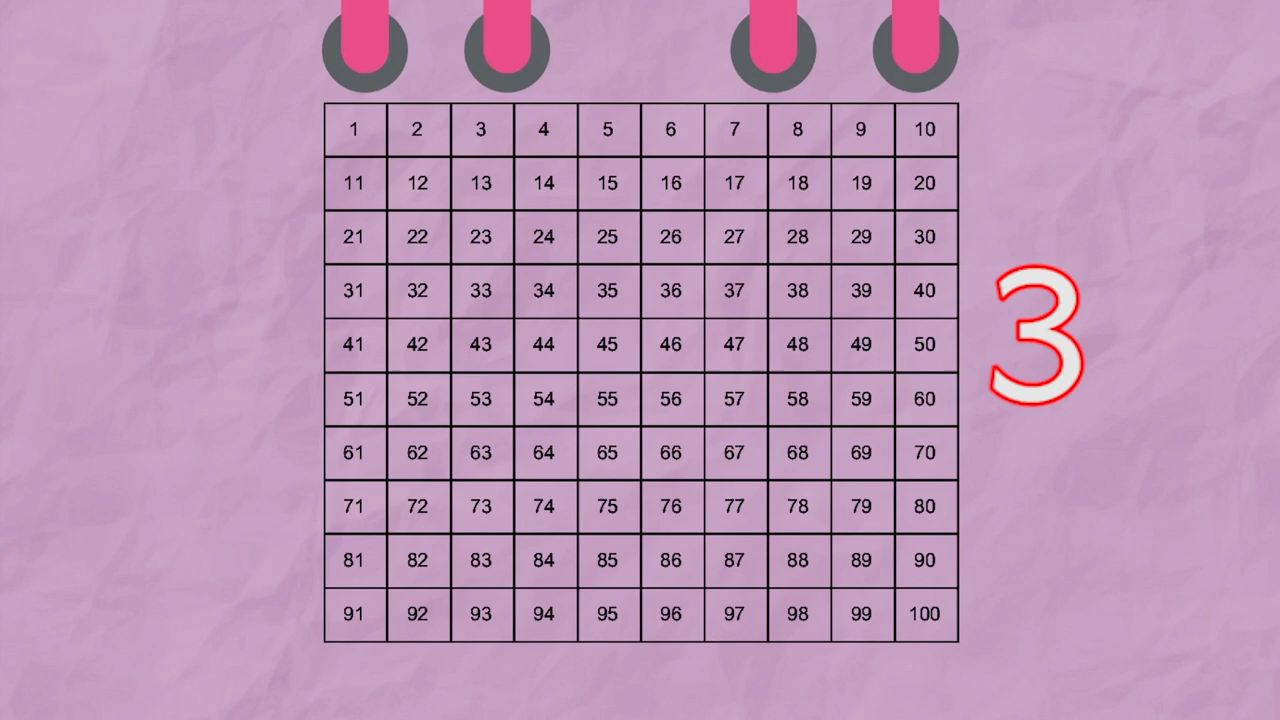 1 2 3 4 5 6 7 8 9 10
11 12 13 14 15 16 17 18 19 20
21 22 23 24 25 26 27 28 29 30
31 32 33 34 35 36 37 38 39 40
41 42 43 44 45 46 47 48 49 50
51 52 53 54 55 56 57 58 59 60
61 62 63 64 65 66 67 68 69 70
71 72 73 74 75 76 77 78 79 80
81 82 83 84 85 86 87 88 89 90
91 92 93 94 95 96 97 98 99 100
3